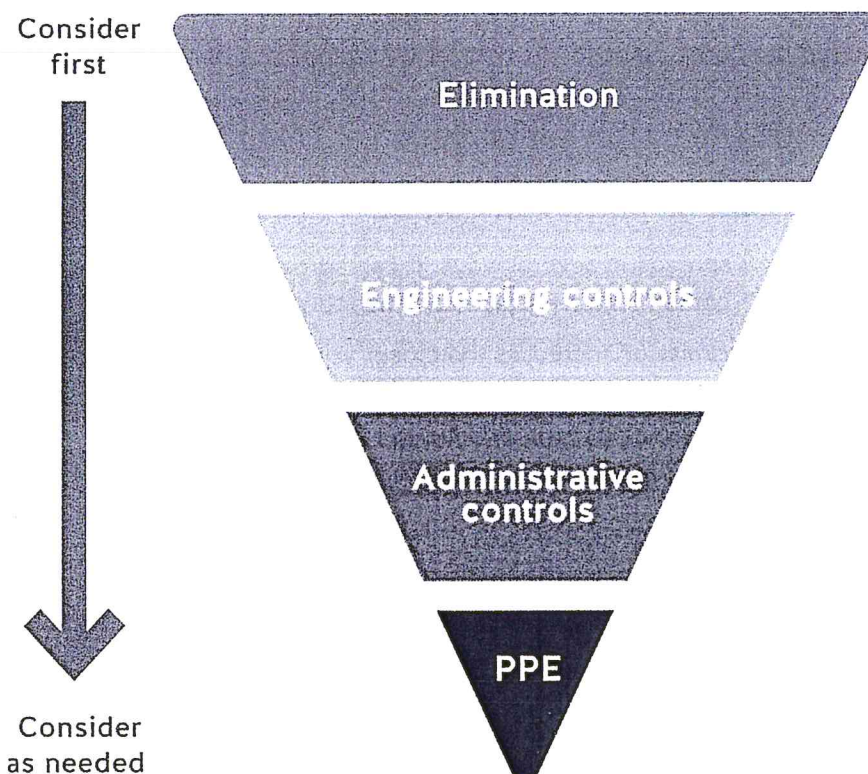 Consider
first
Elimination
Engineering controls
Administrative
controls
PPE
Consider
as needed